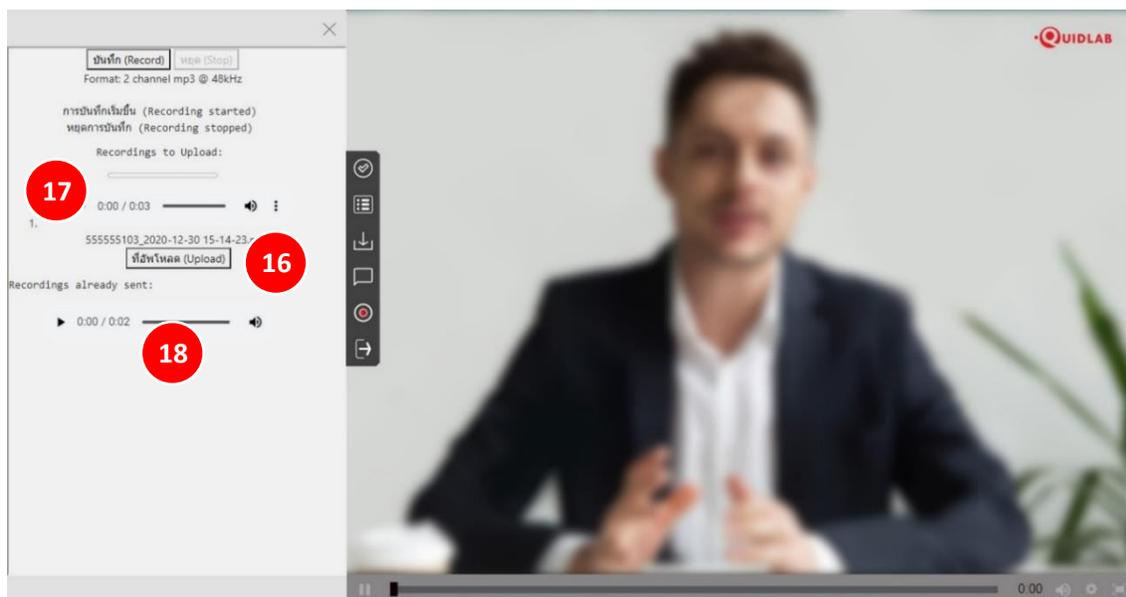 QUIDLAB
บันทึก (Record) หยุด (Stop)
Format: 2 channel mp3 @ 48kHz
การบันทึกเริ่มขึ้น (Recording started)
หยุดการบันทึก (Recording stopped)
Recordings to Upload:
17
0:00 / 0:03
1.
555555103_2020-12-30 15-14-23.
ที่อัพโหลด (Upload)
16
Recordings already sent:
0:00 / 0:02
18
0:00